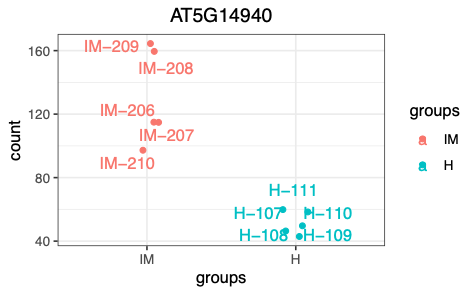 AT5G14940
count
160
120
80
40
IM−209
IM−208
IM−206
IM−207
IM−210
H−111
H−107
H−110
H−108
H−109
IM
H
groups
groups
a IM
a H